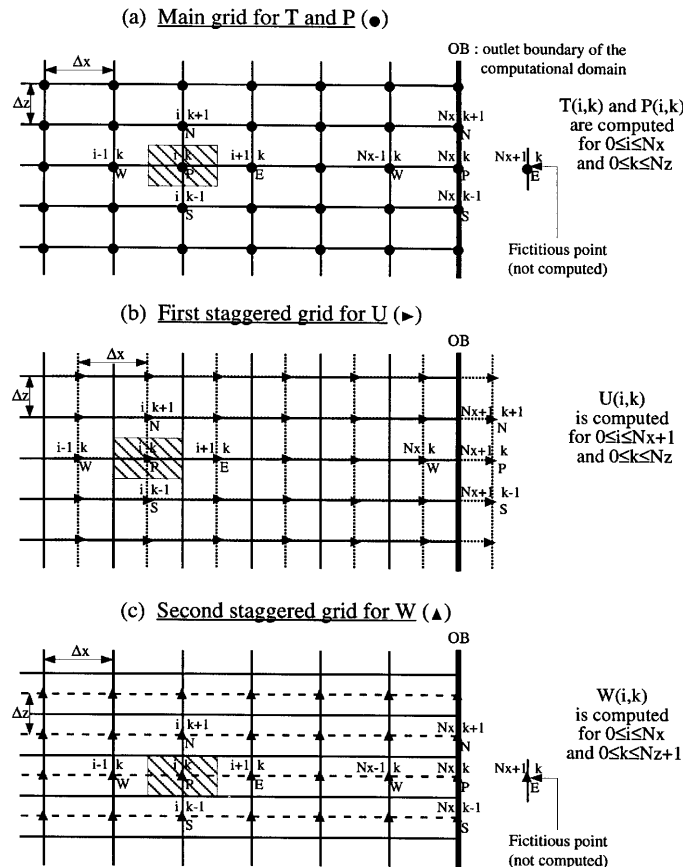 (a) Main grid for T and P (●)
OB : outlet boundary of the
computational domain
Δx
Δz
i k+1
N
Nx k+1
N
i-1 k
W
i k
P
i+1 k
E
Nx-1 k
W
Nx k
P
Nx+1 k
E
i k-1
S
Nx k-1
S
T(i,k) and P(i,k)
are computed
for 0≤i≤Nx
and 0≤k≤Nz
Fictitious point
(not computed)
(b) First staggered grid for U (►)
OB
Δx
Δz
i k+1
N
Nx+1 k+1
N
i-1 k
W
i k
P
i+1 k
E
Nx k
W
Nx+1 k
P
i k-1
S
Nx+1 k-1
S
U(i,k)
is computed
for 0≤i≤Nx+1
and 0≤k≤Nz
(c) Second staggered grid for W (▲)
OB
Δx
Δz
i k+1
N
Nx k+1
N
i-1 k
W
i k
P
i+1 k
E
Nx-1 k
W
Nx k
P
Nx+1 k
E
i k-1
S
Nx k-1
S
W(i,k)
is computed
for 0≤i≤Nx
and 0≤k≤Nz+1
Fictitious point
(not computed)